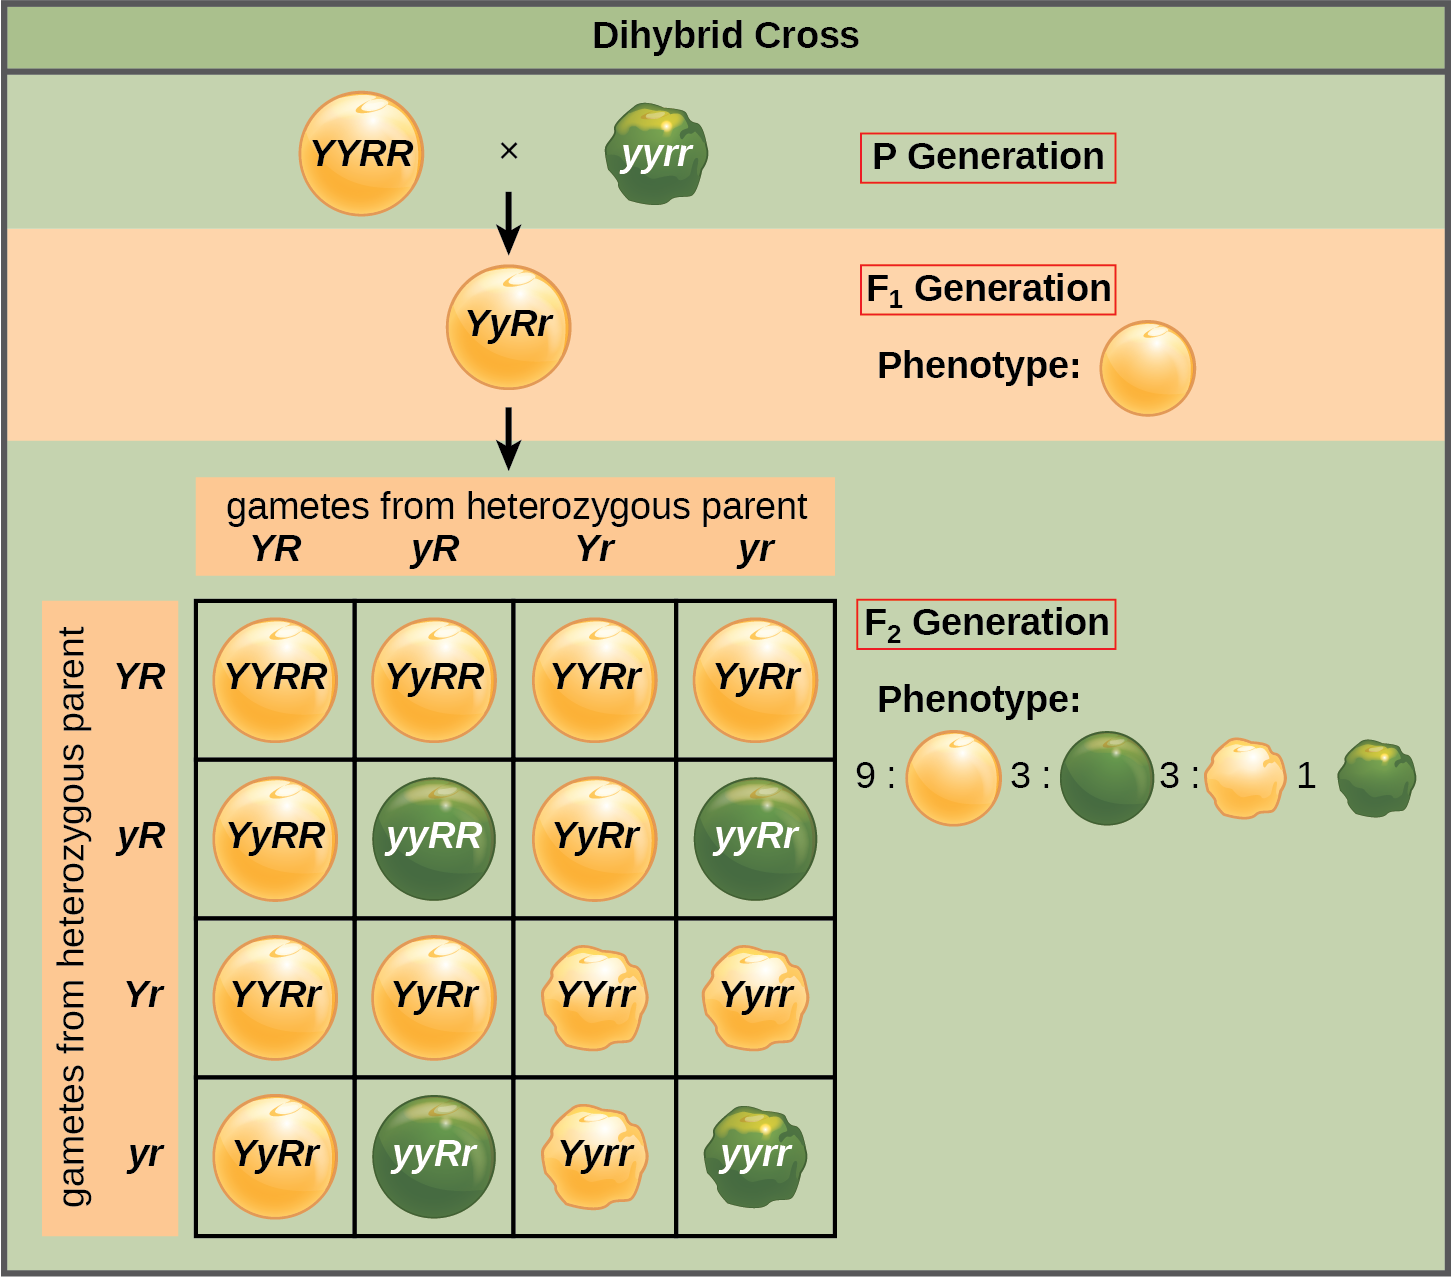 Dihybrid Cross
YYRR × yyrr P Generation
YyRr F₁ Generation
Phenotype:
gametes from heterozygous parent
YR yR Yr yr
gametes from heterozygous parent
F₂ Generation
YR YYRR YyRR YYRr YyRr
Phenotype:
9 : 3 : 3 : 1
yR YyRR yyRR YyRr yyRr
Yr YYRr YyRr YYrr Yyrr
yr YyRr yyRr Yyrr yyrr